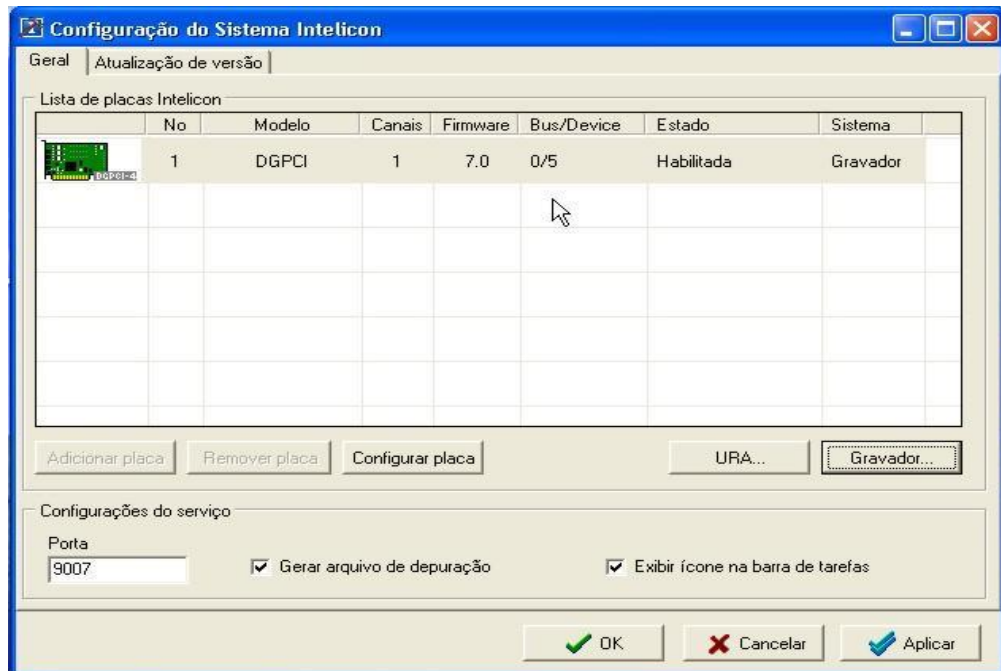 Configuração do Sistema Intelicon
Geral Atualização de versão
Lista de placas Intelicon
No Modelo Canais Firmware Bus/Device Estado Sistema
DGPCI-4 1 DGPCI 1 7.0 0/5 Habilitada Gravador
Adicionar placa Remover placa Configurar placa URA... Gravador...
Configurações do serviço
Porta
9007 Gerar arquivo de depuração Exibir ícone na barra de tarefas
OK Cancelar Aplicar